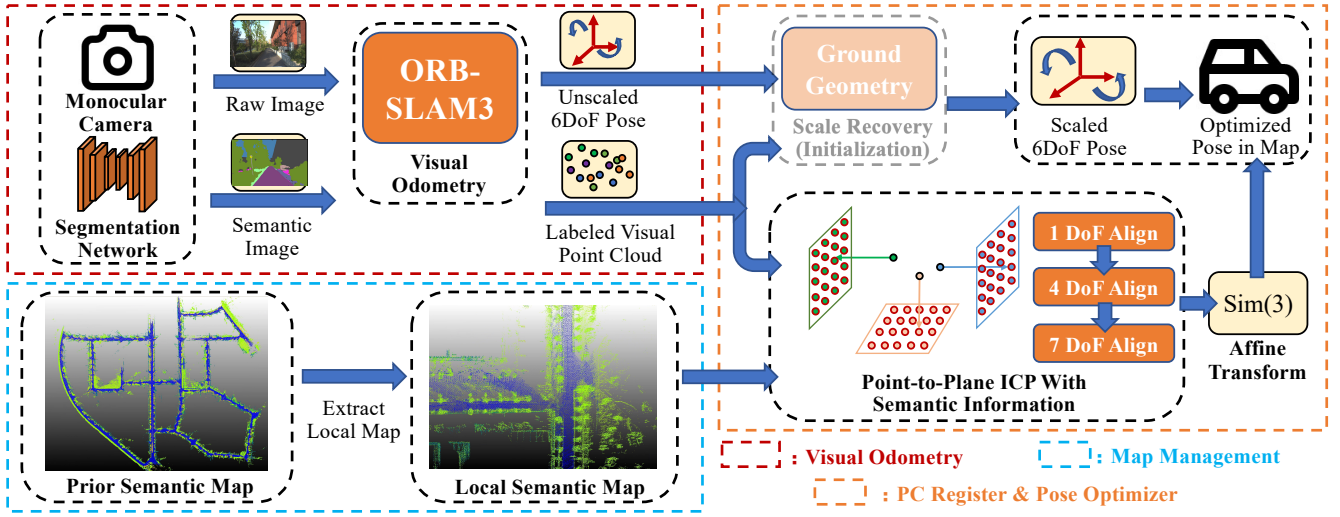 Monocular
Camera
Segmentation
Network
Raw Image
Semantic
Image
ORB-
SLAM3
Visual
Odometry
Unscaled
6DoF Pose
Labeled Visual
Point Cloud
Ground
Geometry
Scale Recovery
(Initialization)
Scaled
6DoF Pose
Optimized
Pose in Map
1 DoF Align
4 DoF Align
7 DoF Align
Point-to-Plane ICP With
Semantic Information
Sim(3)
Affine
Transform
Prior Semantic Map
Extract
Local Map
Local Semantic Map
: Visual Odometry
: Map Management
: PC Register & Pose Optimizer